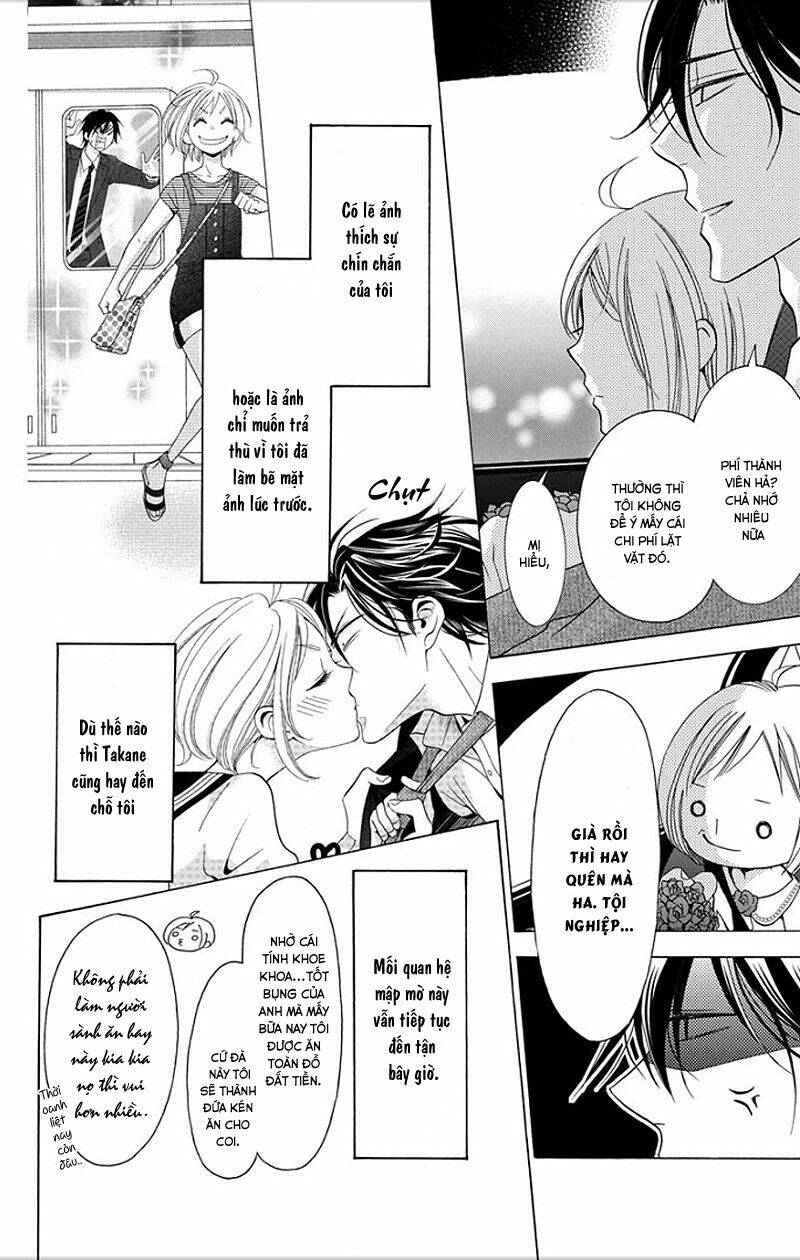 PHÍ THÀNH
VIÊN HẢ?
CHẢ NHỚ
NHIÊU
NỮA
THƯỜNG THÌ
TÔI KHÔNG
ĐỂ Ý MẤY CÁI
CHI PHÍ LẶT
VẶT ĐÓ.
MỊ
HIỂU,
GIÀ RỒI
THÌ HAY
QUÊN MÀ
HA. TỘI
NGHIỆP...
Có lẽ ảnh
thích sự
chín chắn
của tôi
hoặc là ảnh
chỉ muốn trả
thù vì tôi đã
làm bẽ mặt
ảnh lúc trước.
Chụt
Dù thế nào
thì Takane
cũng hay đến
chỗ tôi
Mối quan hệ
mập mờ này
vẫn tiếp tục
đến tận
bây giờ.
NHỜ CÁI
TÍNH KHOE
KHOA...TỐT
BỤNG CỦA
ANH MÀ MẤY
BỮA NAY TÔI
ĐƯỢC ĂN
TOÀN ĐỒ
ĐẮT TIỀN.
CỨ ĐÀ
NÀY TÔI
SẼ THÀNH
ĐỨA KÉN
ĂN CHO
COI.
Không phải
làm người
sành ăn hay
này kia kia
nọ thì vui
hơn nhiều.
Thời
oanh
liệt
nay
còn
đâu..